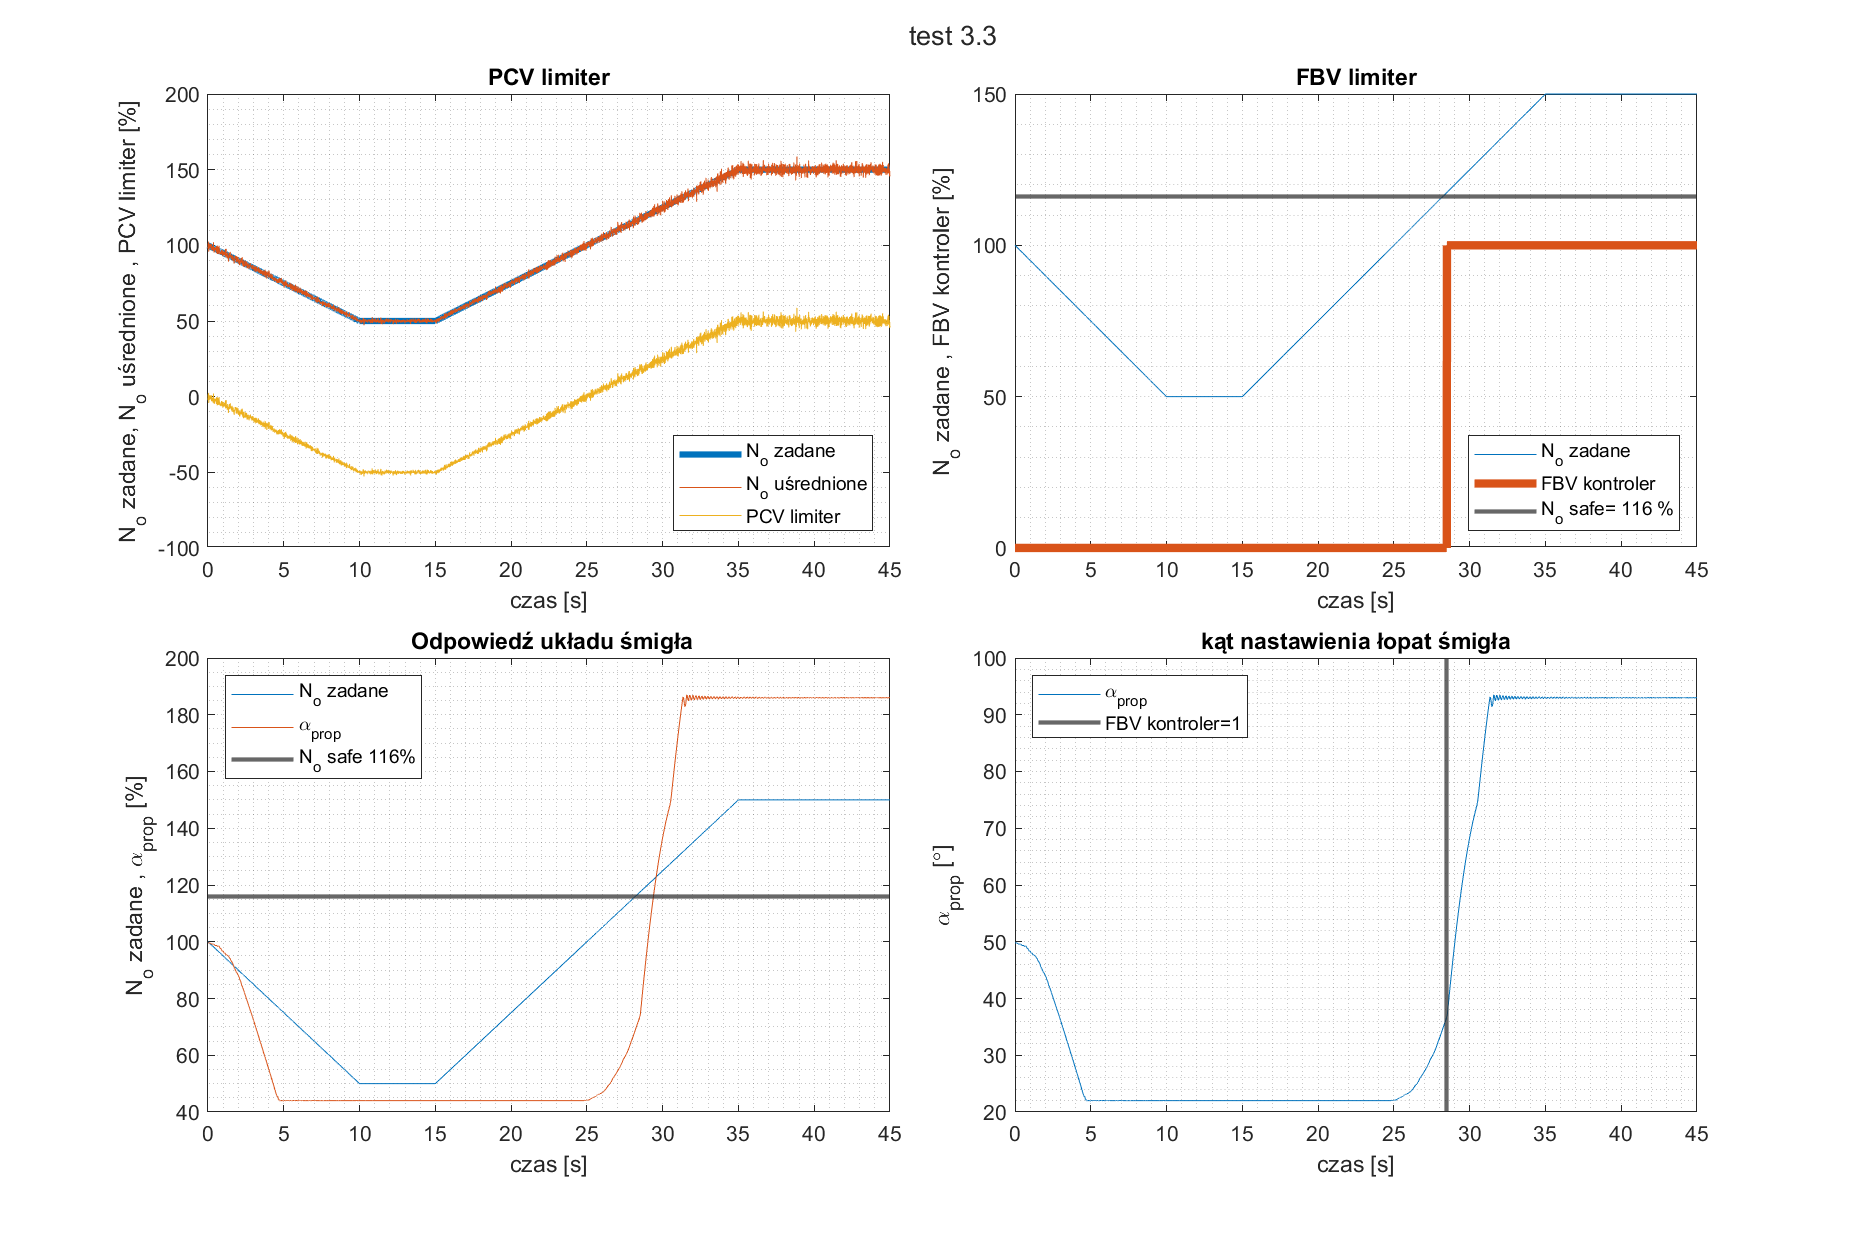 test 3.3
PCV limiter
N_o zadane, N_o uśrednione , PCV limiter [%]
200
150
100
50
0
-50
-100
0 5 10 15 20 25 30 35 40 45
czas [s]
N_o zadane
N_o uśrednione
PCV limiter
FBV limiter
N_o zadane , FBV kontroler [%]
150
100
50
0
0 5 10 15 20 25 30 35 40 45
czas [s]
N_o zadane
FBV kontroler
N_o safe= 116 %
Odpowiedź układu śmigła
N_o zadane , α_prop [%]
200
180
160
140
120
100
80
60
40
0 5 10 15 20 25 30 35 40 45
czas [s]
N_o zadane
α_prop
N_o safe 116%
kąt nastawienia łopat śmigła
α_prop [°]
100
90
80
70
60
50
40
30
20
0 5 10 15 20 25 30 35 40 45
czas [s]
α_prop
FBV kontroler=1